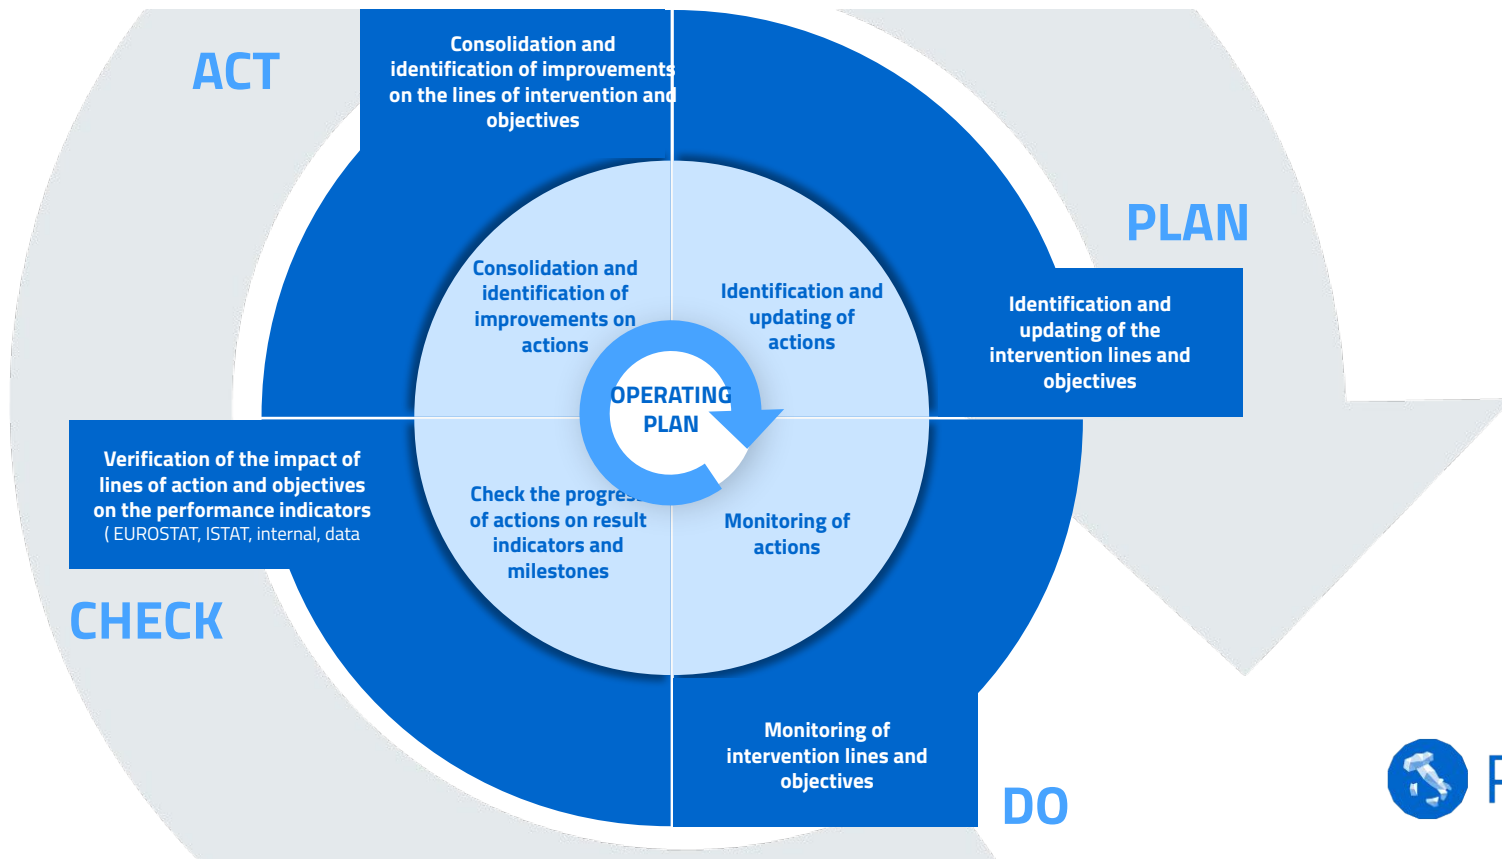 ACT
Consolidation and
identification of improvements
on the lines of intervention and
objectives
PLAN
Identification and
updating of the
intervention lines and
objectives
Consolidation and
identification of
improvements on
actions
Identification and
updating of
actions
OPERATING
PLAN
Verification of the impact of
lines of action and objectives
on the performance indicators
( EUROSTAT, ISTAT, internal, data
Check the progress
of actions on result
indicators and
milestones
Monitoring of
actions
CHECK
Monitoring of
intervention lines and
objectives
DO